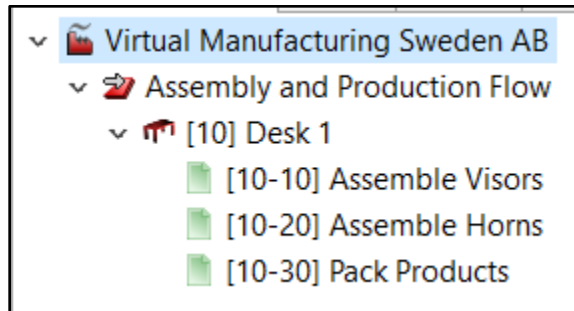 Virtual Manufacturing Sweden AB
Assembly and Production Flow
[10] Desk 1
[10-10] Assemble Visors
[10-20] Assemble Horns
[10-30] Pack Products